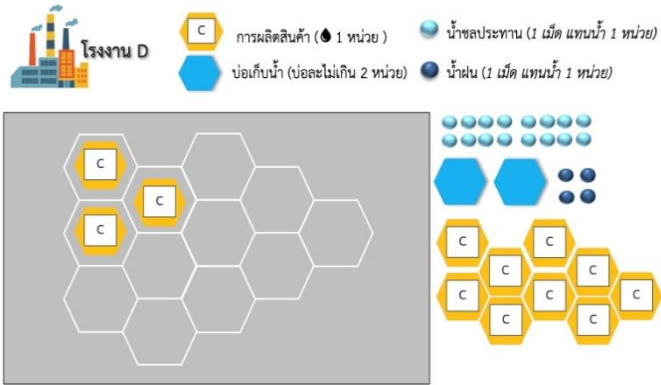 โรงงาน D
C การผลิตสินค้า ( 1 หน่วย )
บ่อเก็บน้ำ (บ่อละไม่เกิน 2 หน่วย)
น้ำชลประทาน (1 เม็ด แทนน้ำ 1 หน่วย)
น้ำฝน (1 เม็ด แทนน้ำ 1 หน่วย)
C
C
C
C
C
C
C
C
C
C
C
C